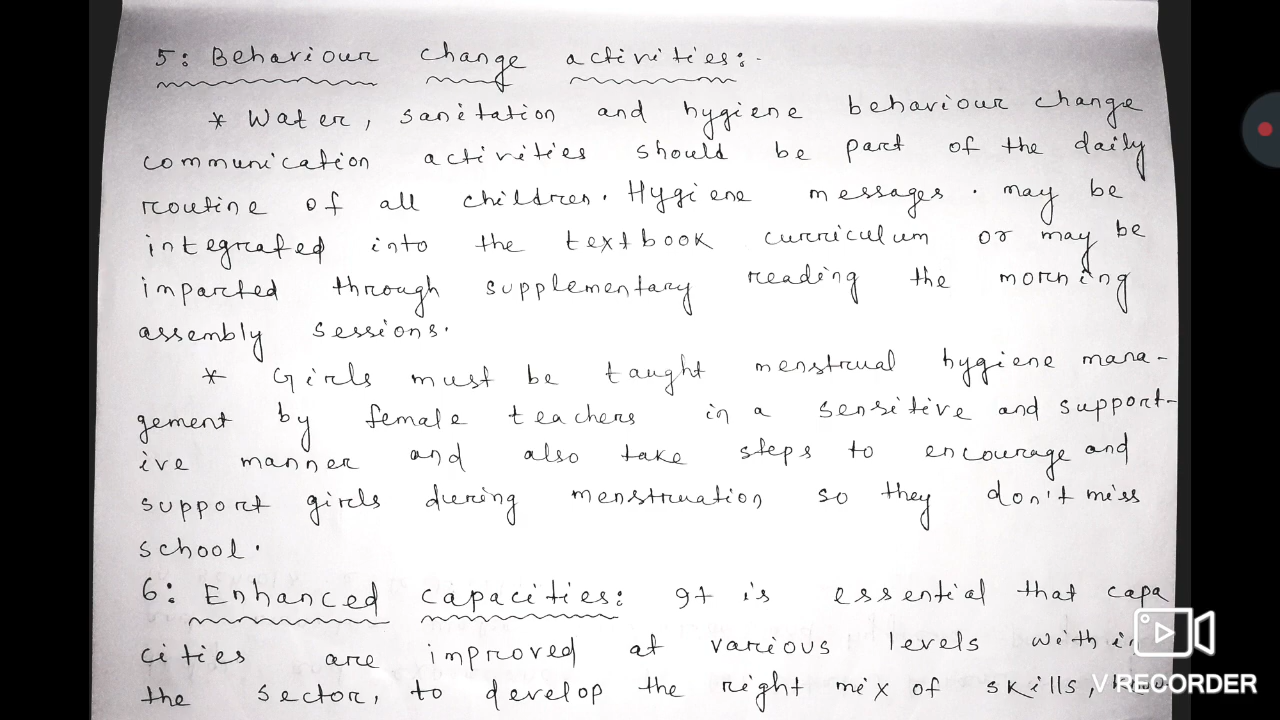 5: Behaviour change activities:-
* Water, sanitation and hygiene behaviour change
communication activities should be part of the daily
routine of all children. Hygiene messages . may be
integrated into the textbook curriculum or may be
imparted through supplementary reading the morning
assembly sessions.
* Girls must be taught menstrual hygiene mana-
gement by female teachers in a sensitive and support-
ive manner and also take steps to encourage and
support girls during menstruation so they don't miss
school.
6: Enhanced capacities: It is essential that capa
cities are improved at various levels within
the sector, to develop the right mix of skills,
V RECORDER